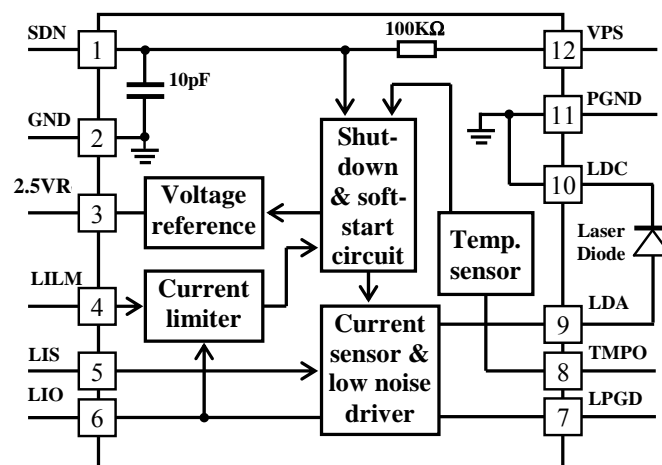 SDN
1
100KΩ
12
VPS
10pF
GND
2
11
PGND
Shut-
down
& soft-
start
circuit
2.5VR
3
Voltage
reference
10
LDC
Laser
Diode
Temp.
sensor
LILM
4
Current
limiter
Current
sensor &
low noise
driver
9
LDA
LIS
5
8
TMPO
LIO
6
7
LPGD